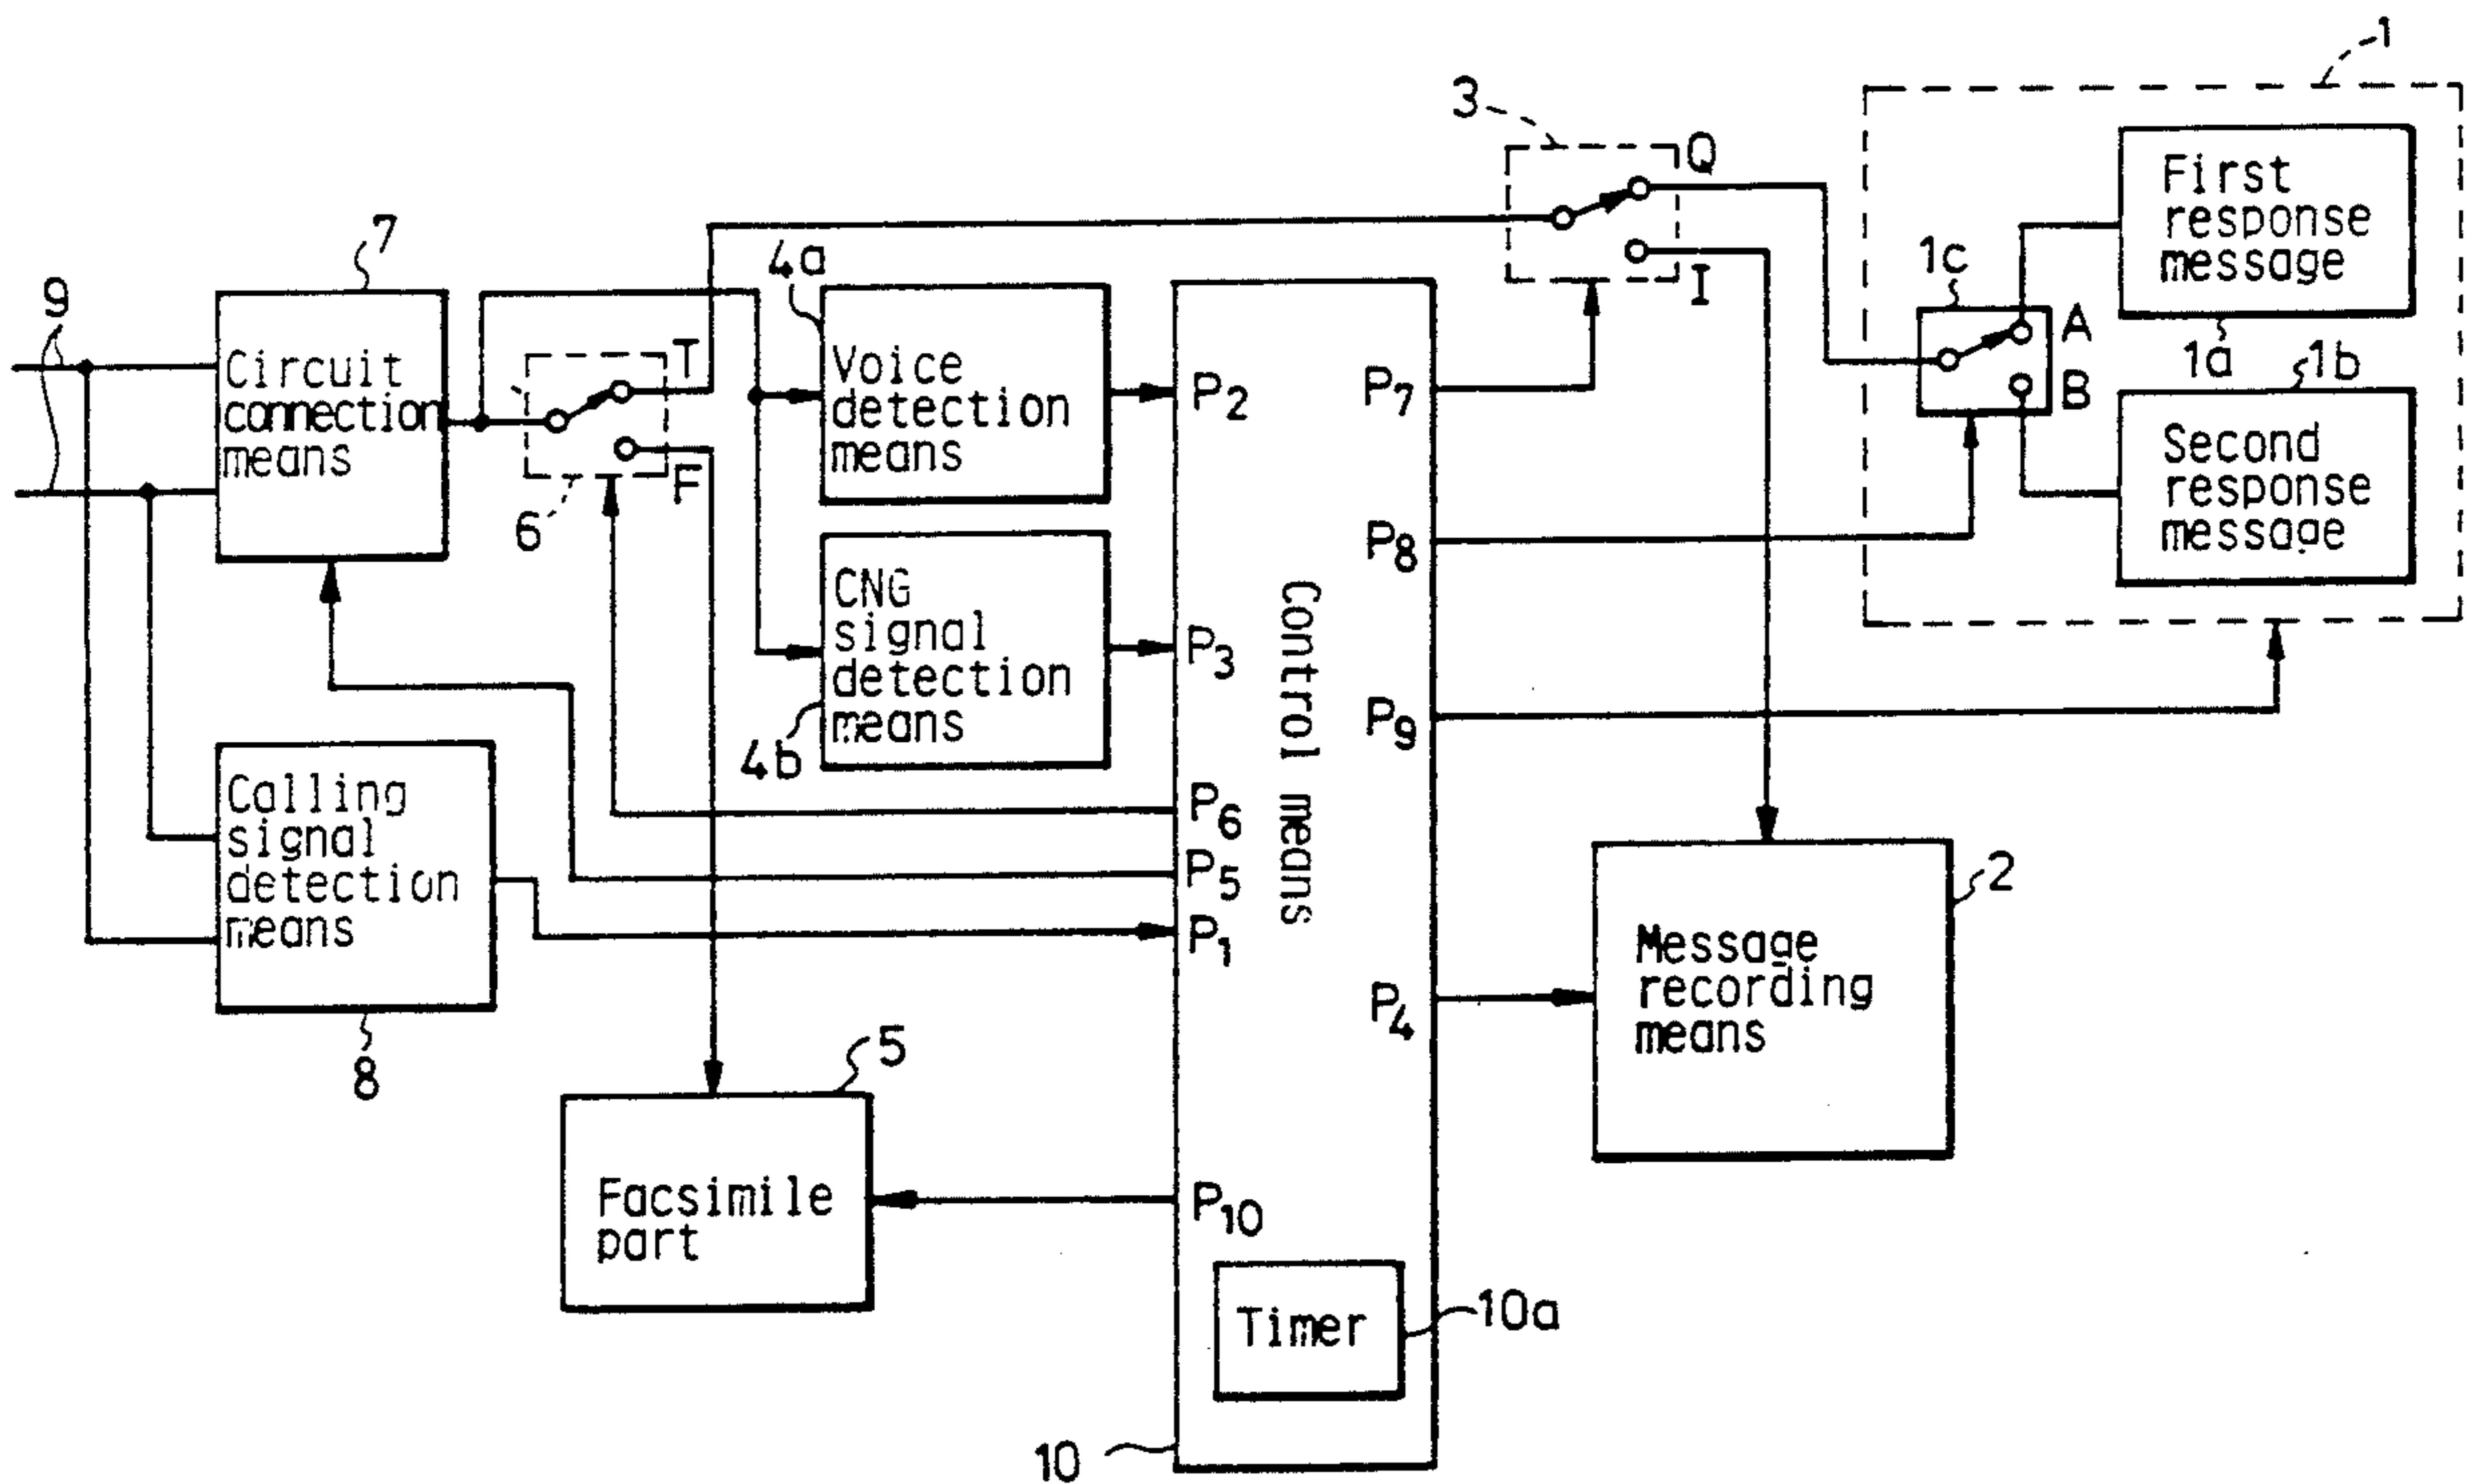 1
3
Q
First
response
message
7
4a
1c
I
9
A
1a
T
Voice
detection
means
P2
P7
B
1b
Circuit
connection
means
F
6
Second
response
message
P8
CNG
signal
detection
means
P3
Control means
P9
4b
Calling
signal
detection
means
P6
P5
P1
2
Message
recording
means
P4
8
5
Facsimile
part
P10
Timer
10a
10